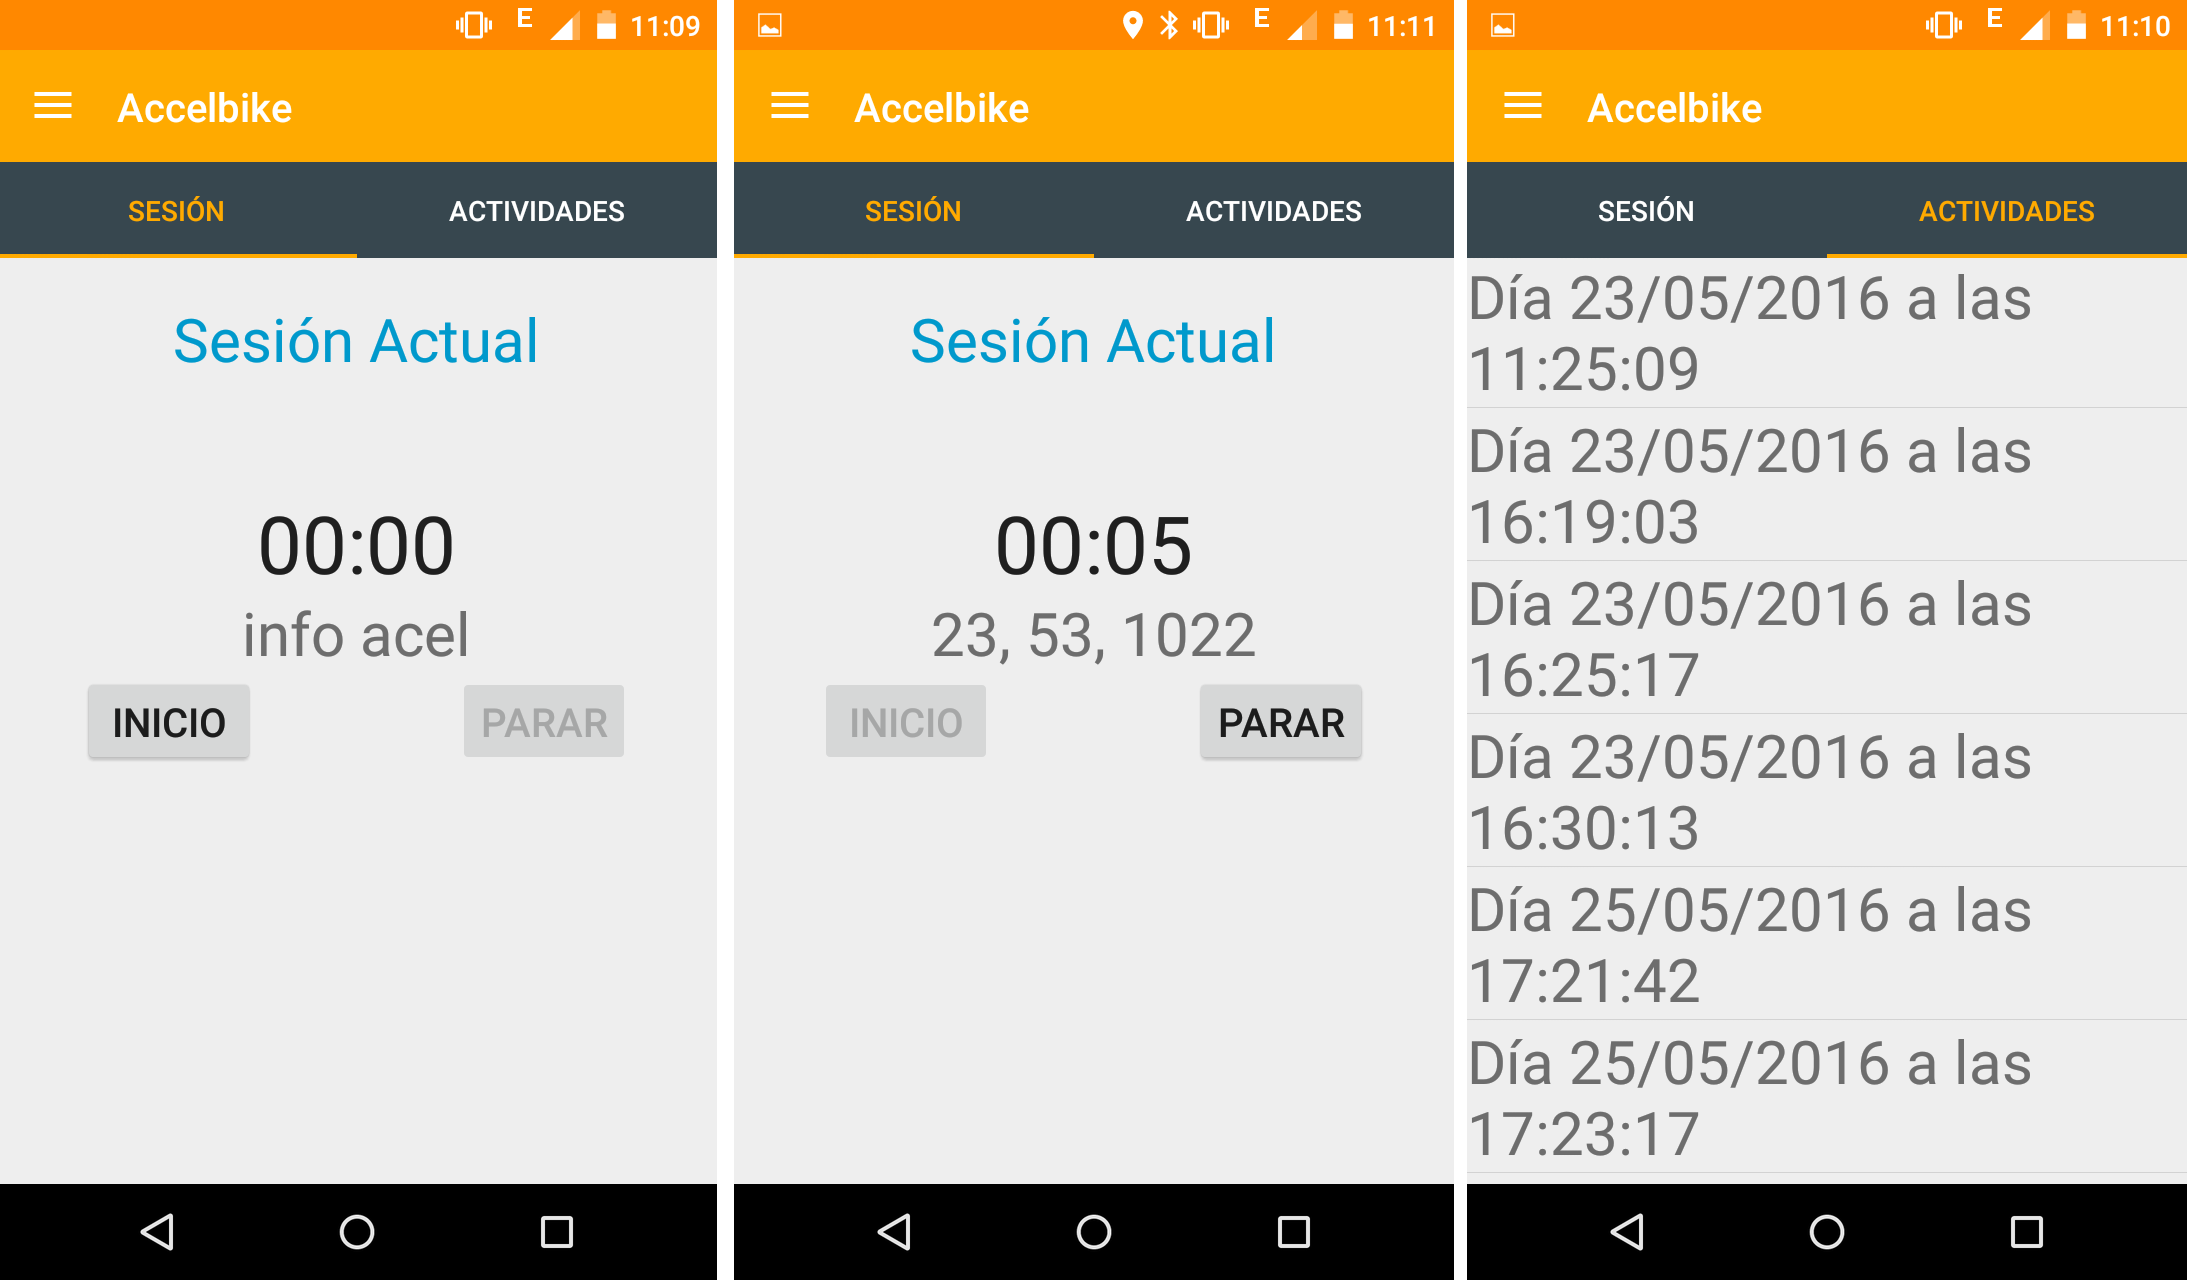 E 11:09
Accelbike
SESIÓN ACTIVIDADES
Sesión Actual
00:00
info acel
INICIO PARAR
E 11:11
Accelbike
SESIÓN ACTIVIDADES
Sesión Actual
00:05
23, 53, 1022
INICIO PARAR
E 11:10
Accelbike
SESIÓN ACTIVIDADES
Día 23/05/2016 a las
11:25:09
Día 23/05/2016 a las
16:19:03
Día 23/05/2016 a las
16:25:17
Día 23/05/2016 a las
16:30:13
Día 25/05/2016 a las
17:21:42
Día 25/05/2016 a las
17:23:17